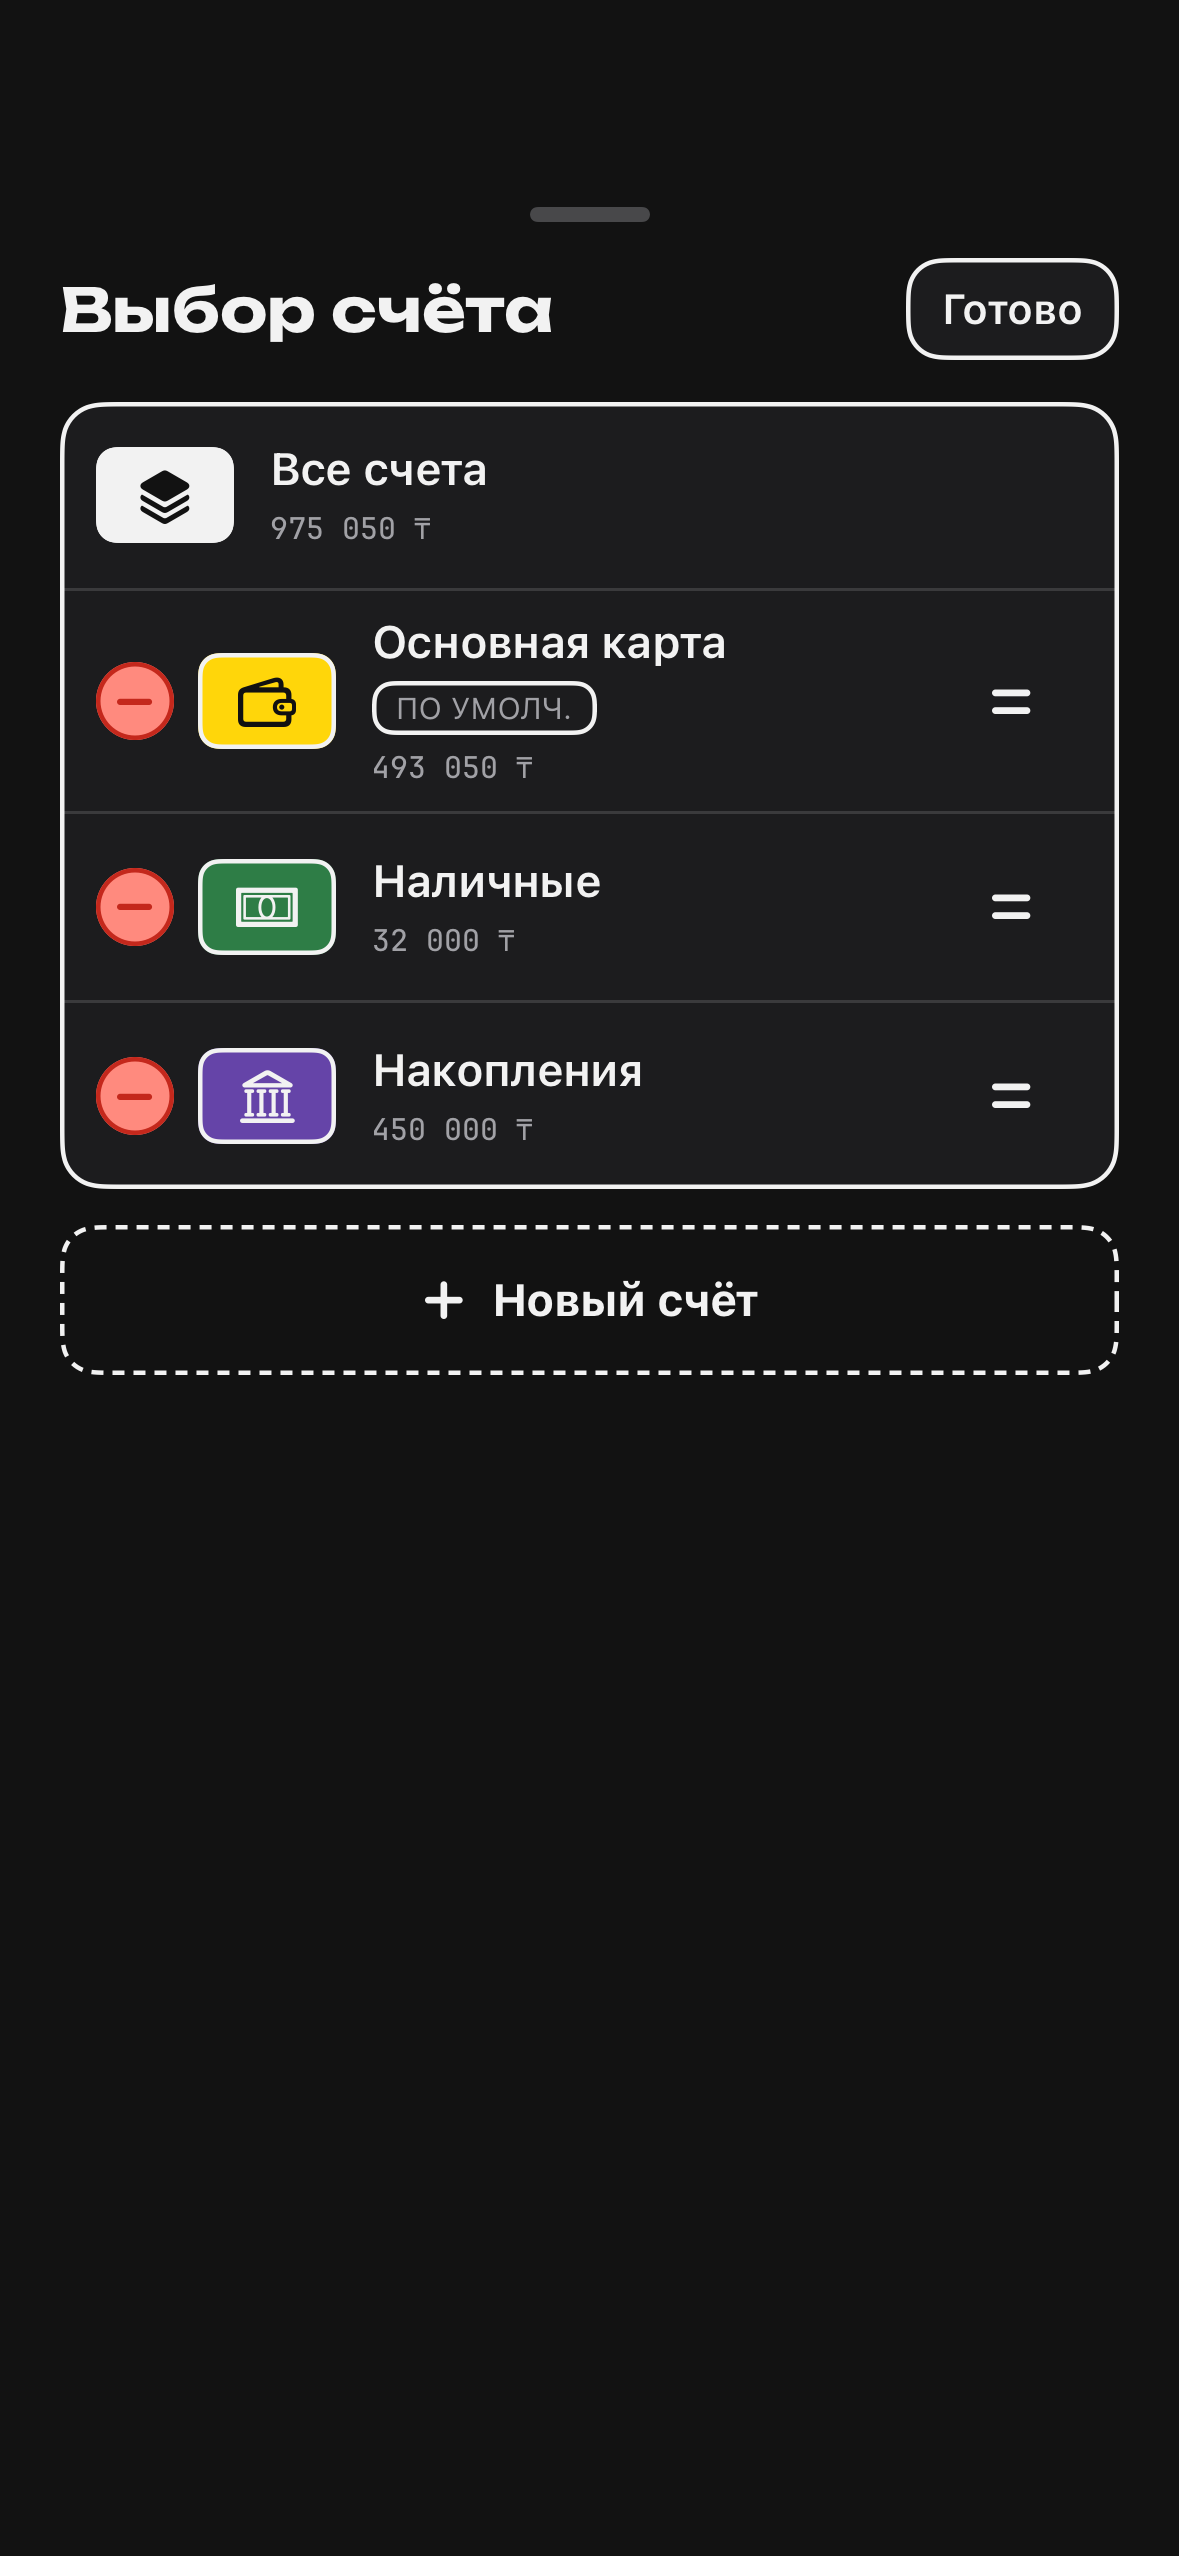 Выбор счёта
Готово
Все счета
975 050 ₸
Основная карта
ПО УМОЛЧ.
493 050 ₸
Наличные
32 000 ₸
Накопления
450 000 ₸
+ Новый счёт